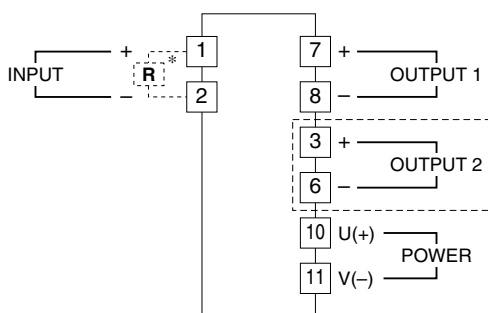 INPUT
+
–
R
*
1
2
7 +
8 –
OUTPUT 1
3 +
6 –
OUTPUT 2
10 U(+)
11 V(–)
POWER